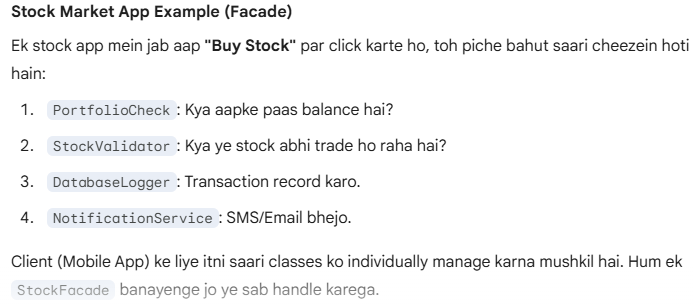 Stock Market App Example (Facade)
Ek stock app mein jab aap "Buy Stock" par click karte ho, toh piche bahut saari cheezein hoti
hain:
1. PortfolioCheck : Kya aapke paas balance hai?
2. StockValidator : Kya ye stock abhi trade ho raha hai?
3. DatabaseLogger : Transaction record karo.
4. NotificationService : SMS/Email bhejo.
Client (Mobile App) ke liye itni saari classes ko individually manage karna mushkil hai. Hum ek
StockFacade banayenge jo ye sab handle karega.